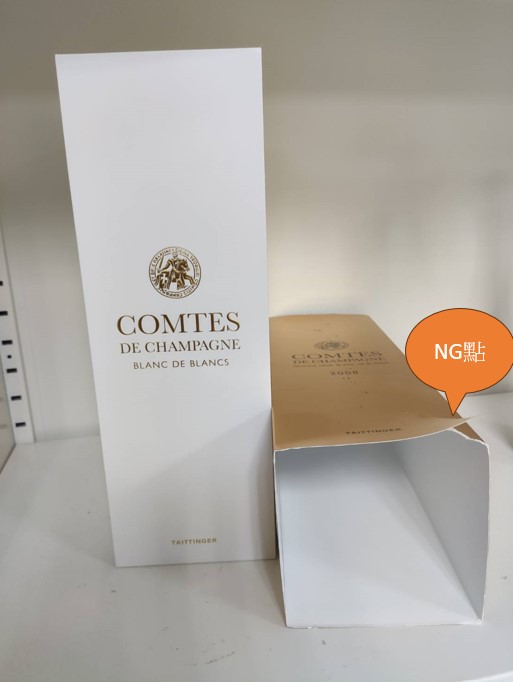 COMTES
DE CHAMPAGNE
BLANC DE BLANCS
TAITTINGER
COMTES
DE CHAMPAGNE
2008
TAITTINGER
NG點